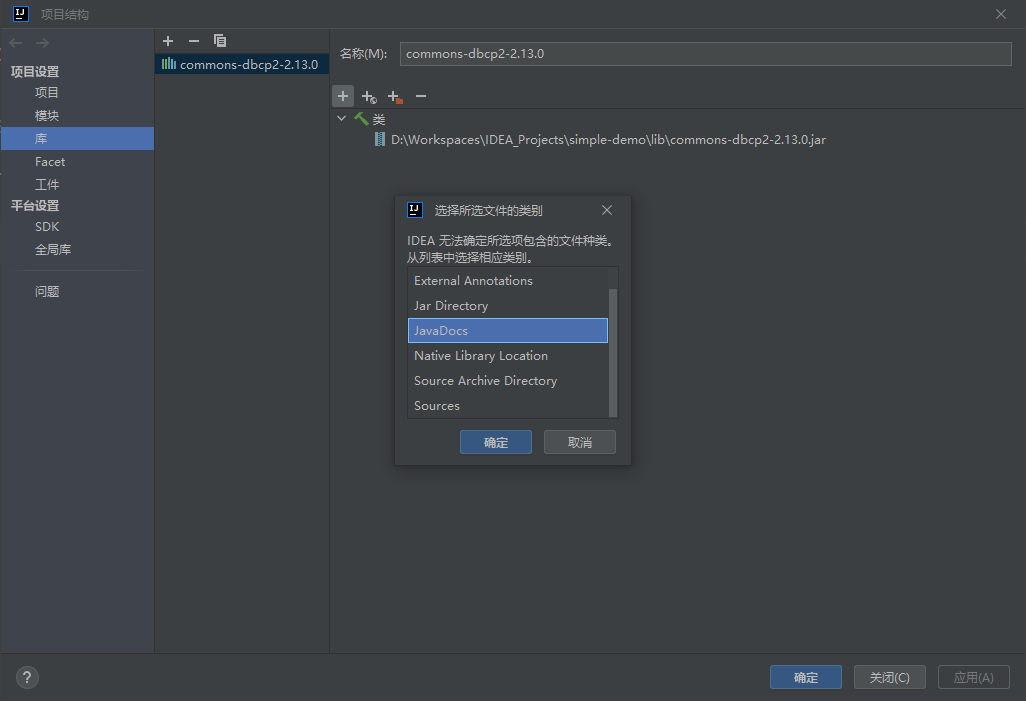 项目结构
项目设置
项目
模块
库
Facet
工件
平台设置
SDK
全局库
问题
commons-dbcp2-2.13.0
名称(M):
commons-dbcp2-2.13.0
类
D:\Workspaces\IDEA_Projects\simple-demo\lib\commons-dbcp2-2.13.0.jar
选择所选文件的类别
IDEA 无法确定所选项包含的文件种类。
从列表中选择相应类别。
External Annotations
Jar Directory
JavaDocs
Native Library Location
Source Archive Directory
Sources
确定
取消
?
确定
关闭(C)
应用(A)